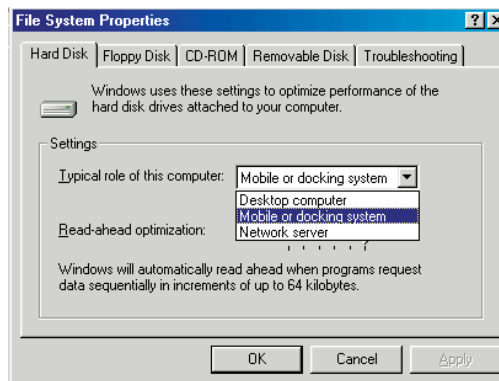 File System Properties
Hard Disk Floppy Disk CD-ROM Removable Disk Troubleshooting
Windows uses these settings to optimize performance of the
hard disk drives attached to your computer.
Settings
Typical role of this computer: Mobile or docking system
Desktop computer
Mobile or docking system
Network server
Read-ahead optimization:
Windows will automatically read ahead when programs request
data sequentially in increments of up to 64 kilobytes.
OK Cancel Apply